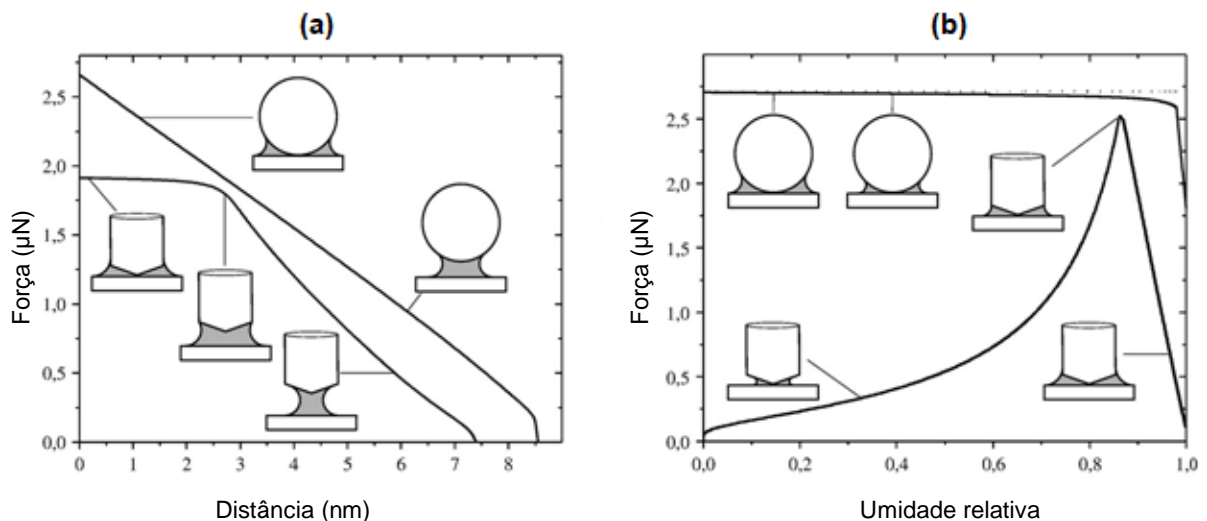 (a)
2,5
2,0
1,5
1,0
0,5
0,0
0 1 2 3 4 5 6 7 8
Força (μN)
Distância (nm)
(b)
2,5
2,0
1,5
1,0
0,5
0,0
0,0 0,2 0,4 0,6 0,8 1,0
Força (μN)
Umidade relativa